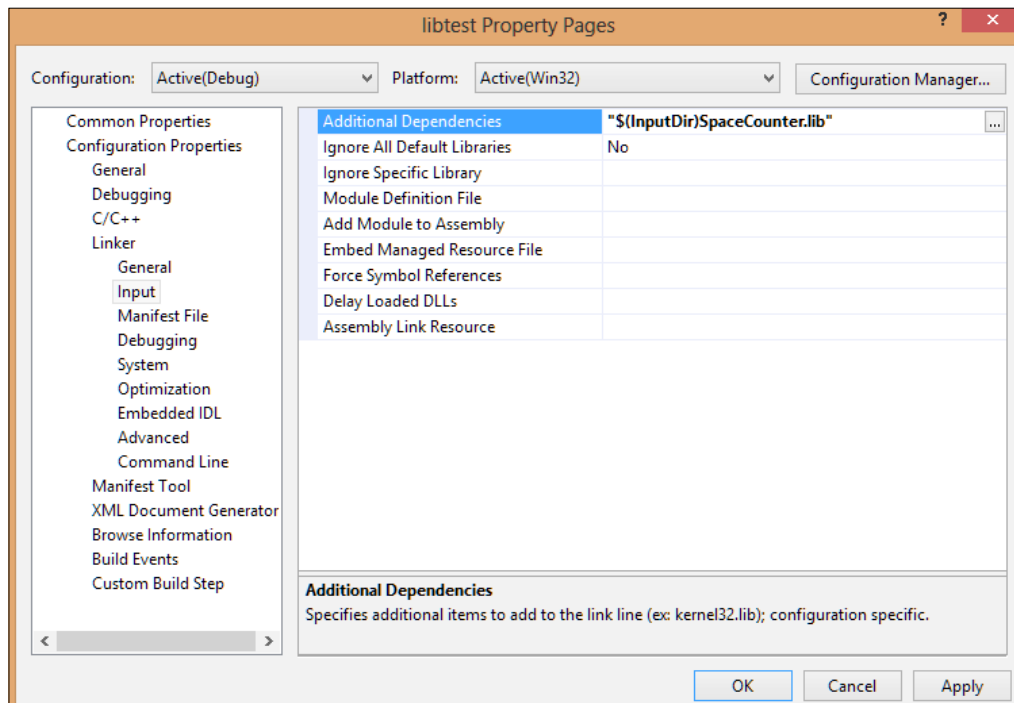 libtest Property Pages
?
Configuration: Active(Debug) Platform: Active(Win32) Configuration Manager...
Common Properties
Configuration Properties
General
Debugging
C/C++
Linker
General
Input
Manifest File
Debugging
System
Optimization
Embedded IDL
Advanced
Command Line
Manifest Tool
XML Document Generator
Browse Information
Build Events
Custom Build Step
Additional Dependencies "$(InputDir)SpaceCounter.lib" ...
Ignore All Default Libraries No
Ignore Specific Library
Module Definition File
Add Module to Assembly
Embed Managed Resource File
Force Symbol References
Delay Loaded DLLs
Assembly Link Resource
Additional Dependencies
Specifies additional items to add to the link line (ex: kernel32.lib); configuration specific.
OK Cancel Apply